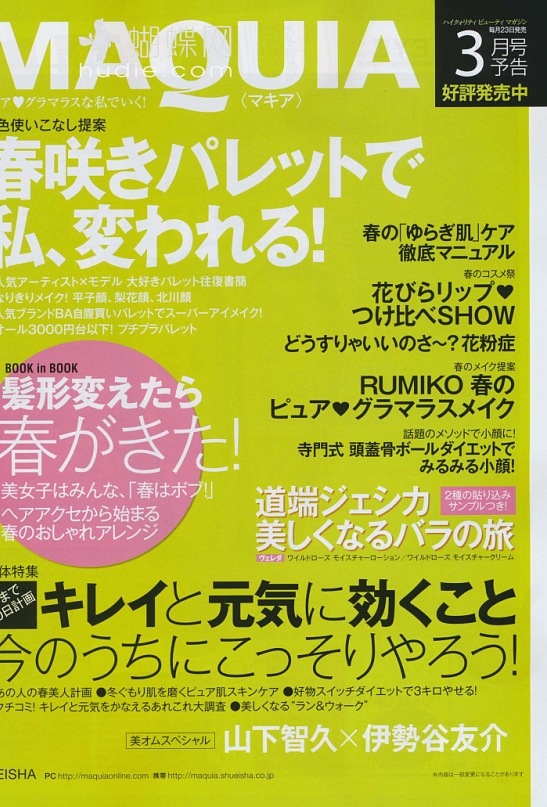 MAQUIA
蝴蝶网
hudie.com
〈マキア〉
ハイクォリティ ビューティ マガジン
毎月23日発売
3月号
予告
好評発売中
ア♥グラマラスな私でいく!
色使いこなし提案
春咲きパレットで
私、変われる!
人気アーティスト×モデル 大好きパレット往復書簡
なりきりメイク! 平子顔、梨花顔、北川顔
人気ブランドBA自腹買いパレットでスーパーアイメイク!
オール3000円台以下! プチプラパレット
春の「ゆらぎ肌」ケア
徹底マニュアル
春のコスメ祭
花びらリップ♥
つけ比べSHOW
どうすりゃいいのさ〜? 花粉症
春のメイク提案
RUMIKO 春の
ピュア♥グラマラスメイク
話題のメソッドで小顔に!
寺門式 頭蓋骨ボールダイエットで
みるみる小顔!
BOOK in BOOK
髪形変えたら
春がきた!
美女子はみんな、「春はボブ!」
ヘアアクセから始まる
春のおしゃれアレンジ
道端ジェシカ
美しくなるバラの旅
2種の貼り込み
サンプルつき!
ヴェレダ ワイルドローズ モイスチャーローション/ワイルドローズ モイスチャークリーム
体特集
まで
0日計画
キレイと元気に効くこと
今のうちにこっそりやろう!
あの人の春美人計画 ●冬ぐもり肌を磨くピュア肌スキンケア ●好物スイッチダイエットで3キロやせる!
クチコミ! キレイと元気をかなえるあれこれ大調査 ●美しくなる“ラン&ウォーク”
美オムスペシャル 山下智久×伊勢谷友介
EISHA PC http://maquiaonline.com 携帯 http://maquia.shueisha.co.jp
※内容は一部変更になることがあります